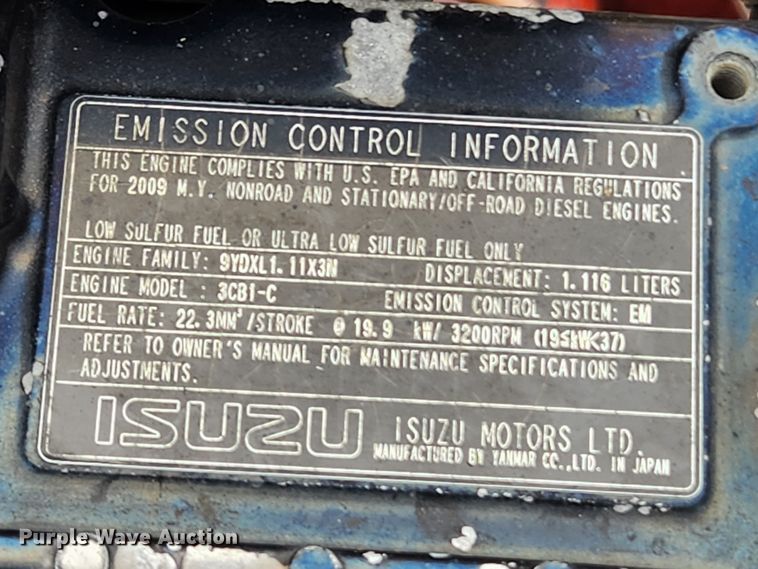 EMISSION CONTROL INFORMATION
THIS ENGINE COMPLIES WITH U.S. EPA AND CALIFORNIA REGULATIONS
FOR 2009 M.Y. NONROAD AND STATIONARY/OFF-ROAD DIESEL ENGINES.
LOW SULFUR FUEL OR ULTRA LOW SULFUR FUEL ONLY
ENGINE FAMILY: 9YDXL1.11X3N DISPLACEMENT: 1.116 LITERS
ENGINE MODEL : 3CB1-C EMISSION CONTROL SYSTEM: EM
FUEL RATE: 22.3MM³/STROKE @ 19.9 kW/ 3200RPM (19≤kW<37)
REFER TO OWNER'S MANUAL FOR MAINTENANCE SPECIFICATIONS AND
ADJUSTMENTS.
ISUZU ISUZU MOTORS LTD.
MANUFACTURED BY YANMAR CO.,LTD. IN JAPAN
Purple Wave Auction